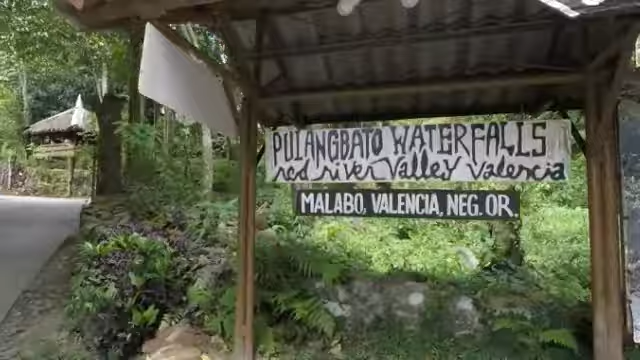 PULANGBATO WATERFALLS
red river Valley Valencia
MALABO, VALENCIA, NEG. OR.